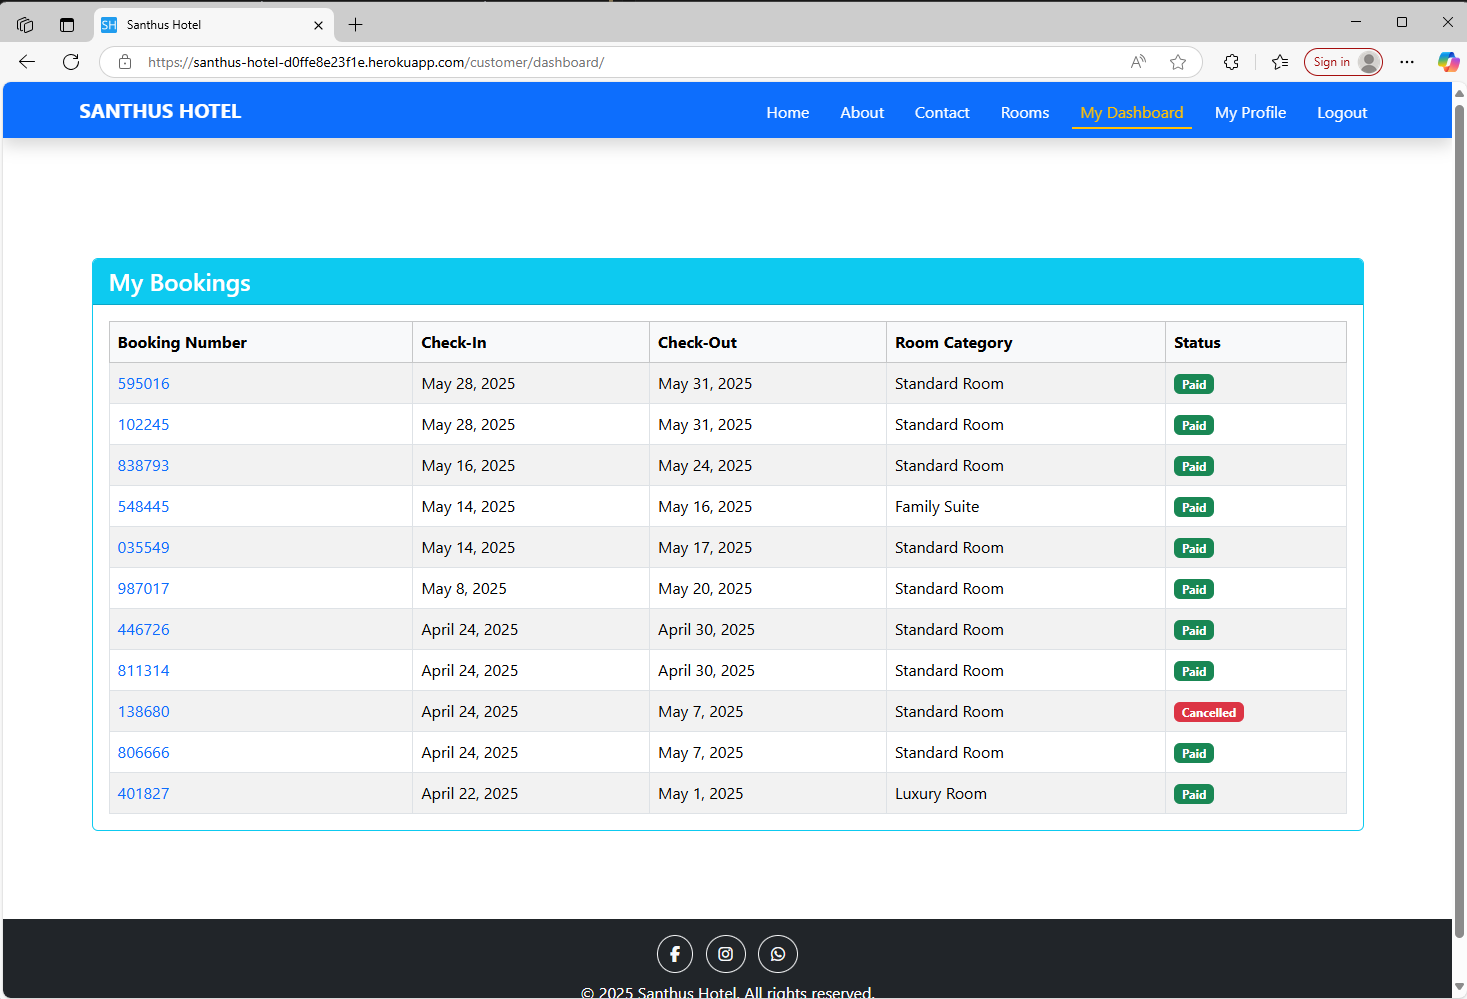 SH Santhus Hotel
https://santhus-hotel-d0ffe8e23f1e.herokuapp.com/customer/dashboard/ A Sign in
SANTHUS HOTEL Home About Contact Rooms My Dashboard My Profile Logout
My Bookings
Booking Number Check-In Check-Out Room Category Status
595016 May 28, 2025 May 31, 2025 Standard Room Paid
102245 May 28, 2025 May 31, 2025 Standard Room Paid
838793 May 16, 2025 May 24, 2025 Standard Room Paid
548445 May 14, 2025 May 16, 2025 Family Suite Paid
035549 May 14, 2025 May 17, 2025 Standard Room Paid
987017 May 8, 2025 May 20, 2025 Standard Room Paid
446726 April 24, 2025 April 30, 2025 Standard Room Paid
811314 April 24, 2025 April 30, 2025 Standard Room Paid
138680 April 24, 2025 May 7, 2025 Standard Room Cancelled
806666 April 24, 2025 May 7, 2025 Standard Room Paid
401827 April 22, 2025 May 1, 2025 Luxury Room Paid
© 2025 Santhus Hotel. All rights reserved.